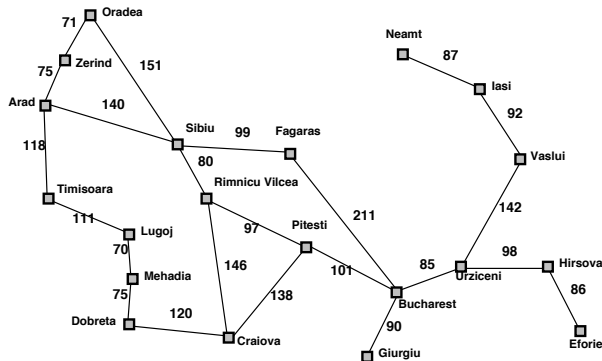 Oradea
71
Neamt
87
Zerind
151
75
Iasi
Arad
140
92
Sibiu
99
Fagaras
118
80
Vaslui
Timisoara
Rimnicu Vilcea
111
211
142
Lugoj
97
Pitesti
70
98
Hirsova
Mehadia
146
101
85
Urziceni
75
138
86
Bucharest
120
90
Dobreta
Craiova
Eforie
Giurgiu